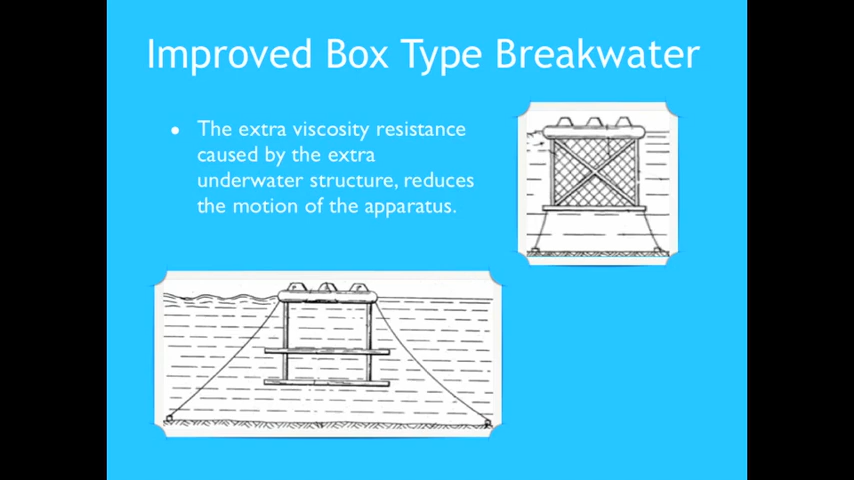 Improved Box Type Breakwater
• The extra viscosity resistance
caused by the extra
underwater structure, reduces
the motion of the apparatus.